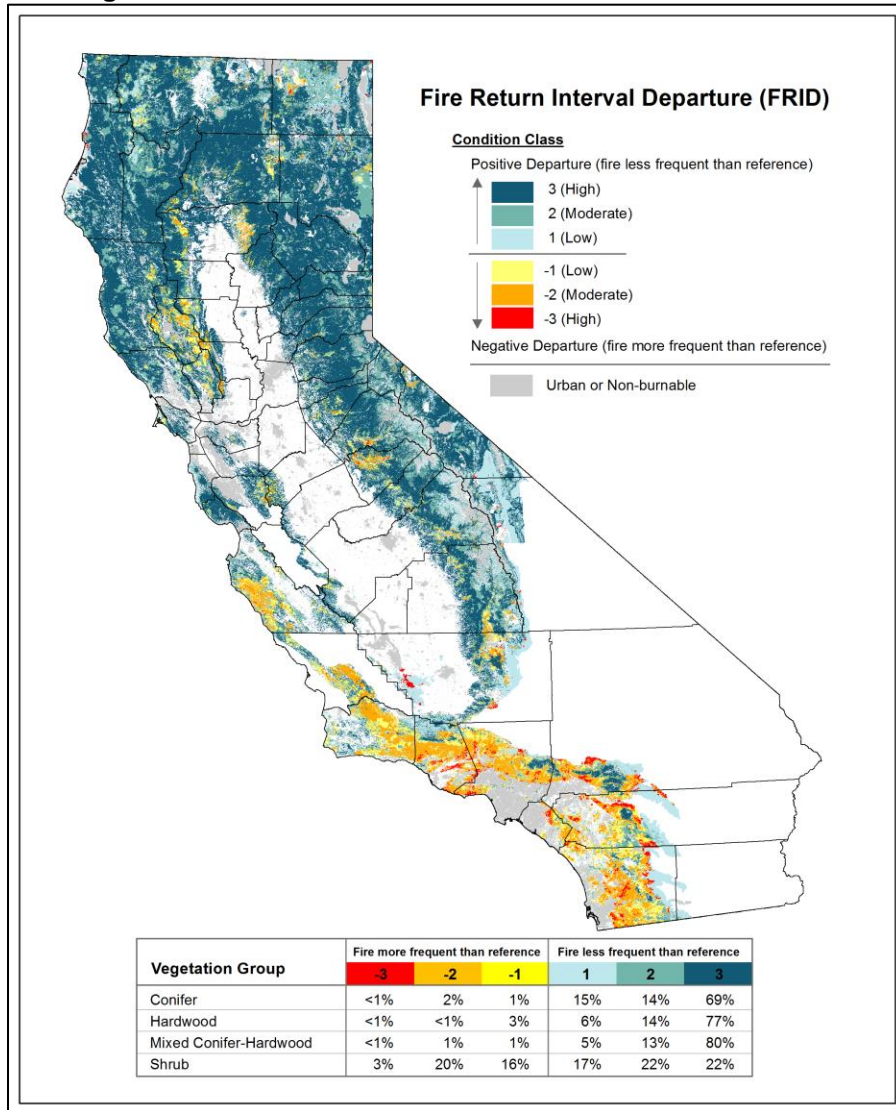 Fire Return Interval Departure (FRID)
Condition Class
Positive Departure (fire less frequent than reference)
3 (High)
2 (Moderate)
1 (Low)
-1 (Low)
-2 (Moderate)
-3 (High)
Negative Departure (fire more frequent than reference)
Urban or Non-burnable
Vegetation Group Fire more frequent than reference Fire less frequent than reference
-3 -2 -1 1 2 3
Conifer <1% 2% 1% 15% 14% 69%
Hardwood <1% <1% 3% 6% 14% 77%
Mixed Conifer-Hardwood <1% 1% 1% 5% 13% 80%
Shrub 3% 20% 16% 17% 22% 22%